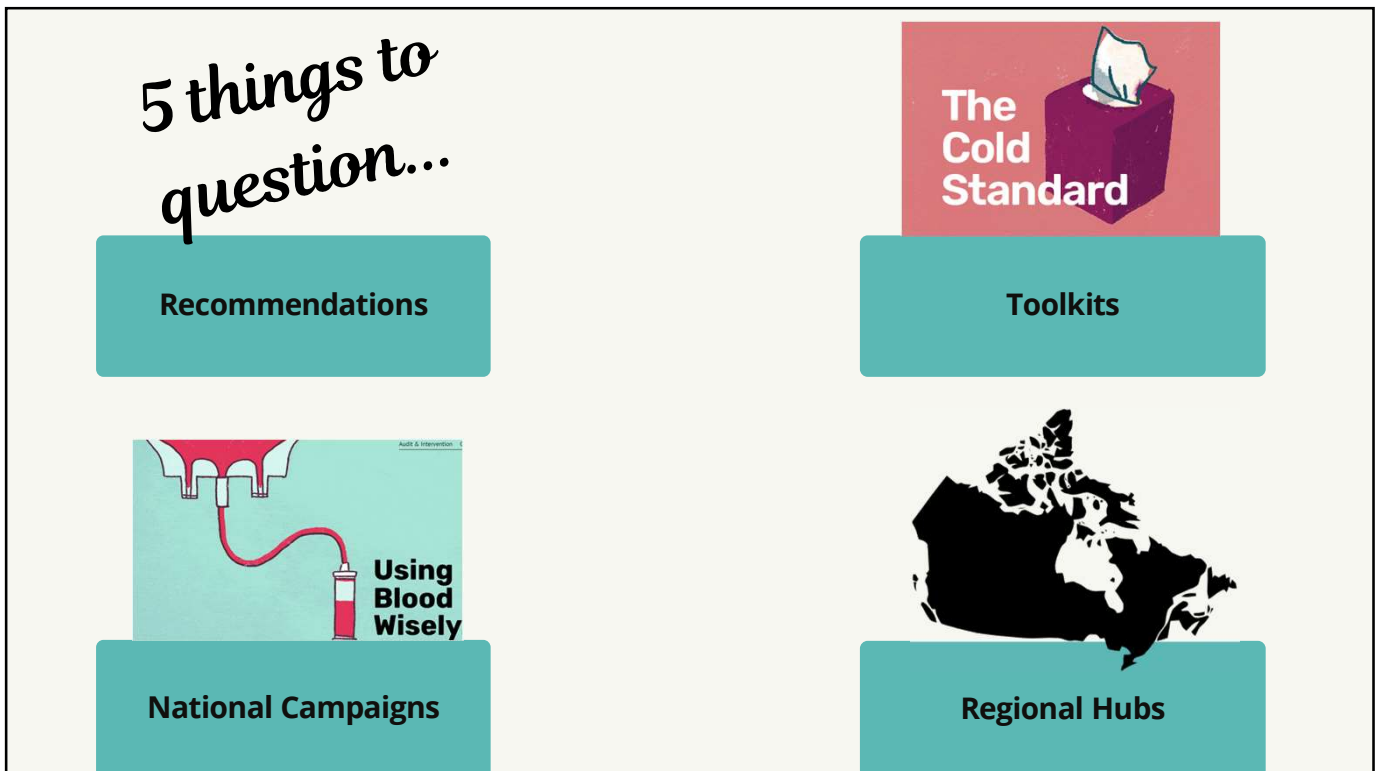 5 things to
question...
The
Cold
Standard
Recommendations
Toolkits
Audit & Intervention
Using
Blood
Wisely
National Campaigns
Regional Hubs